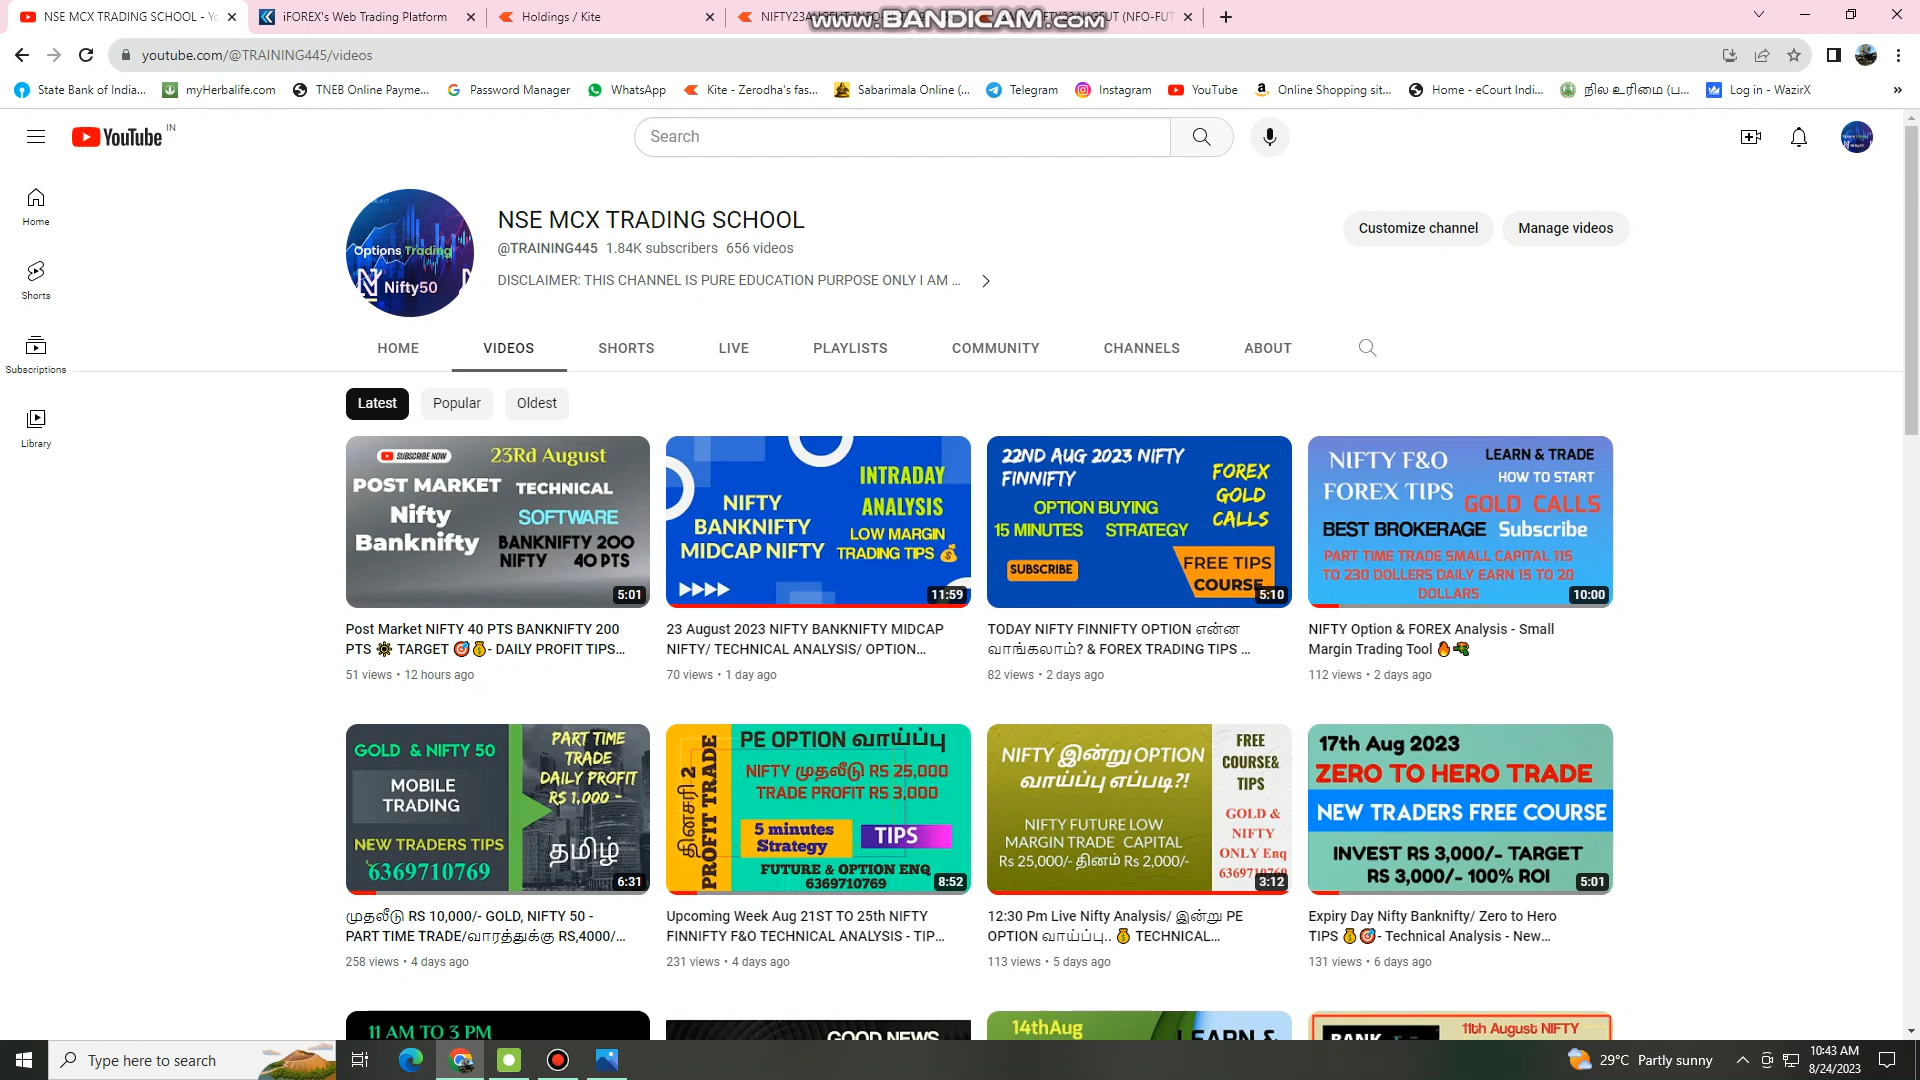 NSE MCX TRADING SCHOOL - Yo
iFOREX's Web Trading Platform
Holdings / Kite
www.BANDICAM.com
youtube.com/@TRAINING445/videos
State Bank of India...
myHerbalife.com
TNEB Online Payme...
Password Manager
WhatsApp
Kite - Zerodha's fas...
Sabarimala Online (...
Telegram
Instagram
YouTube
Online Shopping sit...
Home - eCourt Indi...
நில உரிமை (ப...
Log in - WazirX
YouTube IN
Search
Home
Shorts
Subscriptions
Library
Options Trading
Nifty50
NSE MCX TRADING SCHOOL
@TRAINING445 1.84K subscribers 656 videos
DISCLAIMER: THIS CHANNEL IS PURE EDUCATION PURPOSE ONLY I AM ...
Customize channel
Manage videos
HOME
VIDEOS
SHORTS
LIVE
PLAYLISTS
COMMUNITY
CHANNELS
ABOUT
Latest
Popular
Oldest
SUBSCRIBE NOW
23Rd August
POST MARKET TECHNICAL
Nifty SOFTWARE
Banknifty BANKNIFTY 200
NIFTY 40 PTS
5:01
Post Market NIFTY 40 PTS BANKNIFTY 200
PTS TARGET - DAILY PROFIT TIPS...
51 views • 12 hours ago
INTRADAY
ANALYSIS
NIFTY
BANKNIFTY
MIDCAP NIFTY
LOW MARGIN
TRADING TIPS
11:59
23 August 2023 NIFTY BANKNIFTY MIDCAP
NIFTY/ TECHNICAL ANALYSIS/ OPTION...
70 views • 1 day ago
22ND AUG 2023 NIFTY
FINNIFTY
FOREX
GOLD
CALLS
OPTION BUYING
15 MINUTES STRATEGY
SUBSCRIBE
FREE TIPS
COURSE
5:10
TODAY NIFTY FINNIFTY OPTION என்ன
வாங்கலாம்? & FOREX TRADING TIPS ...
82 views • 2 days ago
NIFTY F&O
FOREX TIPS
LEARN & TRADE
HOW TO START
GOLD CALLS
BEST BROKERAGE Subscribe
PART TIME TRADE SMALL CAPITAL 115
TO 230 DOLLERS DAILY EARN 15 TO 20
DOLLARS
10:00
NIFTY Option & FOREX Analysis - Small
Margin Trading Tool
112 views • 2 days ago
GOLD & NIFTY 50
MOBILE
TRADING
NEW TRADERS TIPS
6369710769
PART TIME
TRADE
DAILY PROFIT
RS 1,000 -
தமிழ்
6:31
முதலீடு RS 10,000/- GOLD, NIFTY 50 -
PART TIME TRADE/வாரத்துக்கு RS,4000/...
258 views • 4 days ago
தினசரி 2
PROFIT TRADE
PE OPTION வாய்ப்பு
NIFTY முதலீடு RS 25,000
TRADE PROFIT RS 3,000
5 minutes
Strategy
TIPS
FUTURE & OPTION ENQ
6369710769
8:52
Upcoming Week Aug 21ST TO 25th NIFTY
FINNIFTY F&O TECHNICAL ANALYSIS - TIP...
231 views • 4 days ago
NIFTY இன்று OPTION
வாய்ப்பு எப்படி?!
NIFTY FUTURE LOW
MARGIN TRADE CAPITAL
Rs 25,000/- தினம் Rs 2,000/-
FREE
COURSE&
TIPS
GOLD &
NIFTY
ONLY Enq
3:12
12:30 Pm Live Nifty Analysis/ இன்று PE
OPTION வாய்ப்பு.. TECHNICAL...
113 views • 5 days ago
17th Aug 2023
ZERO TO HERO TRADE
NEW TRADERS FREE COURSE
INVEST RS 3,000/- TARGET
RS 3,000/- 100% ROI
5:01
Expiry Day Nifty Banknifty/ Zero to Hero
TIPS - Technical Analysis - New...
131 views • 6 days ago
11 AM TO 3 PM
GOOD NEWS
14thAug
LEARN &
BANK
11th August NIFTY
Type here to search
29°C Partly sunny
10:43 AM
8/24/2023